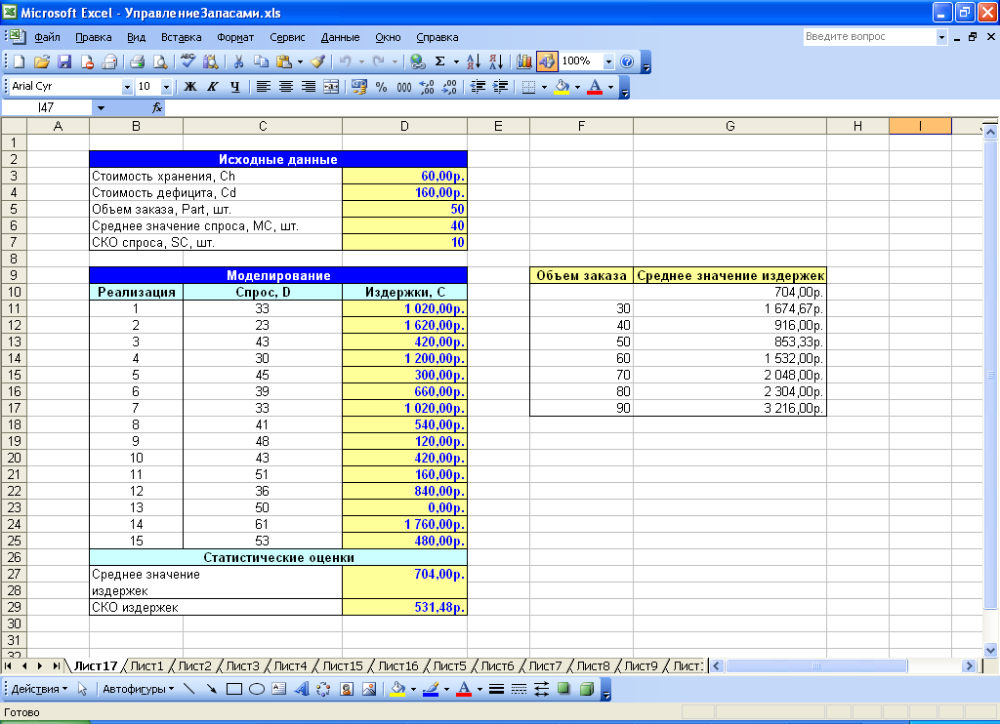 Microsoft Excel - УправлениеЗапасами.xls
Файл Правка Вид Вставка Формат Сервис Данные Окно Справка Введите вопрос
100%
Arial Cyr 10 Ж К Ч % 000
I47 fx
A B C D E F G H I
1
2 Исходные данные
3 Стоимость хранения, Ch 60,00р.
4 Стоимость дефицита, Cd 160,00р.
5 Объем заказа, Part, шт. 50
6 Среднее значение спроса, MC, шт. 40
7 СКО спроса, SC, шт. 10
8
9 Моделирование Объем заказа Среднее значение издержек
10 Реализация Спрос, D Издержки, C 704,00р.
11 1 33 1 020,00р. 30 1 674,67р.
12 2 23 1 620,00р. 40 916,00р.
13 3 43 420,00р. 50 853,33р.
14 4 30 1 200,00р. 60 1 532,00р.
15 5 45 300,00р. 70 2 048,00р.
16 6 39 660,00р. 80 2 304,00р.
17 7 33 1 020,00р. 90 3 216,00р.
18 8 41 540,00р.
19 9 48 120,00р.
20 10 43 420,00р.
21 11 51 160,00р.
22 12 36 840,00р.
23 13 50 0,00р.
24 14 61 1 760,00р.
25 15 53 480,00р.
26 Статистические оценки
27 Среднее значение 704,00р.
28 издержек
29 СКО издержек 531,48р.
30
31
32
Лист17 Лист1 Лист2 Лист3 Лист4 Лист15 Лист16 Лист5 Лист6 Лист7 Лист8 Лист9 Лист:
Действия Автофигуры
Готово